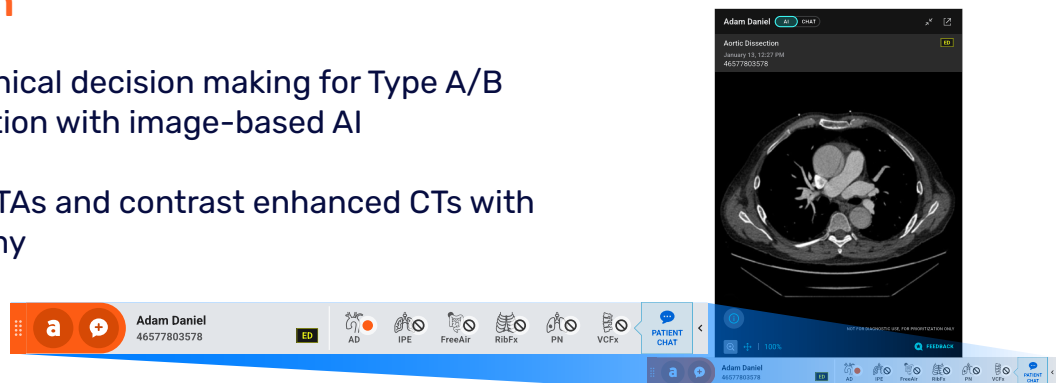 nical decision making for Type A/B
tion with image-based AI
TAs and contrast enhanced CTs with
ny
Adam Daniel AI CHAT
Aortic Dissection ED
January 13, 12:27 PM
46577803578
NOT FOR DIAGNOSTIC USE, FOR PRIORITIZATION ONLY
100%
FEEDBACK
a
Adam Daniel
46577803578
ED
AD IPE FreeAir RibFx PN VCFx
PATIENT
CHAT
a
Adam Daniel
46577803578
ED
AD IPE FreeAir RibFx PN VCFx
PATIENT
CHAT